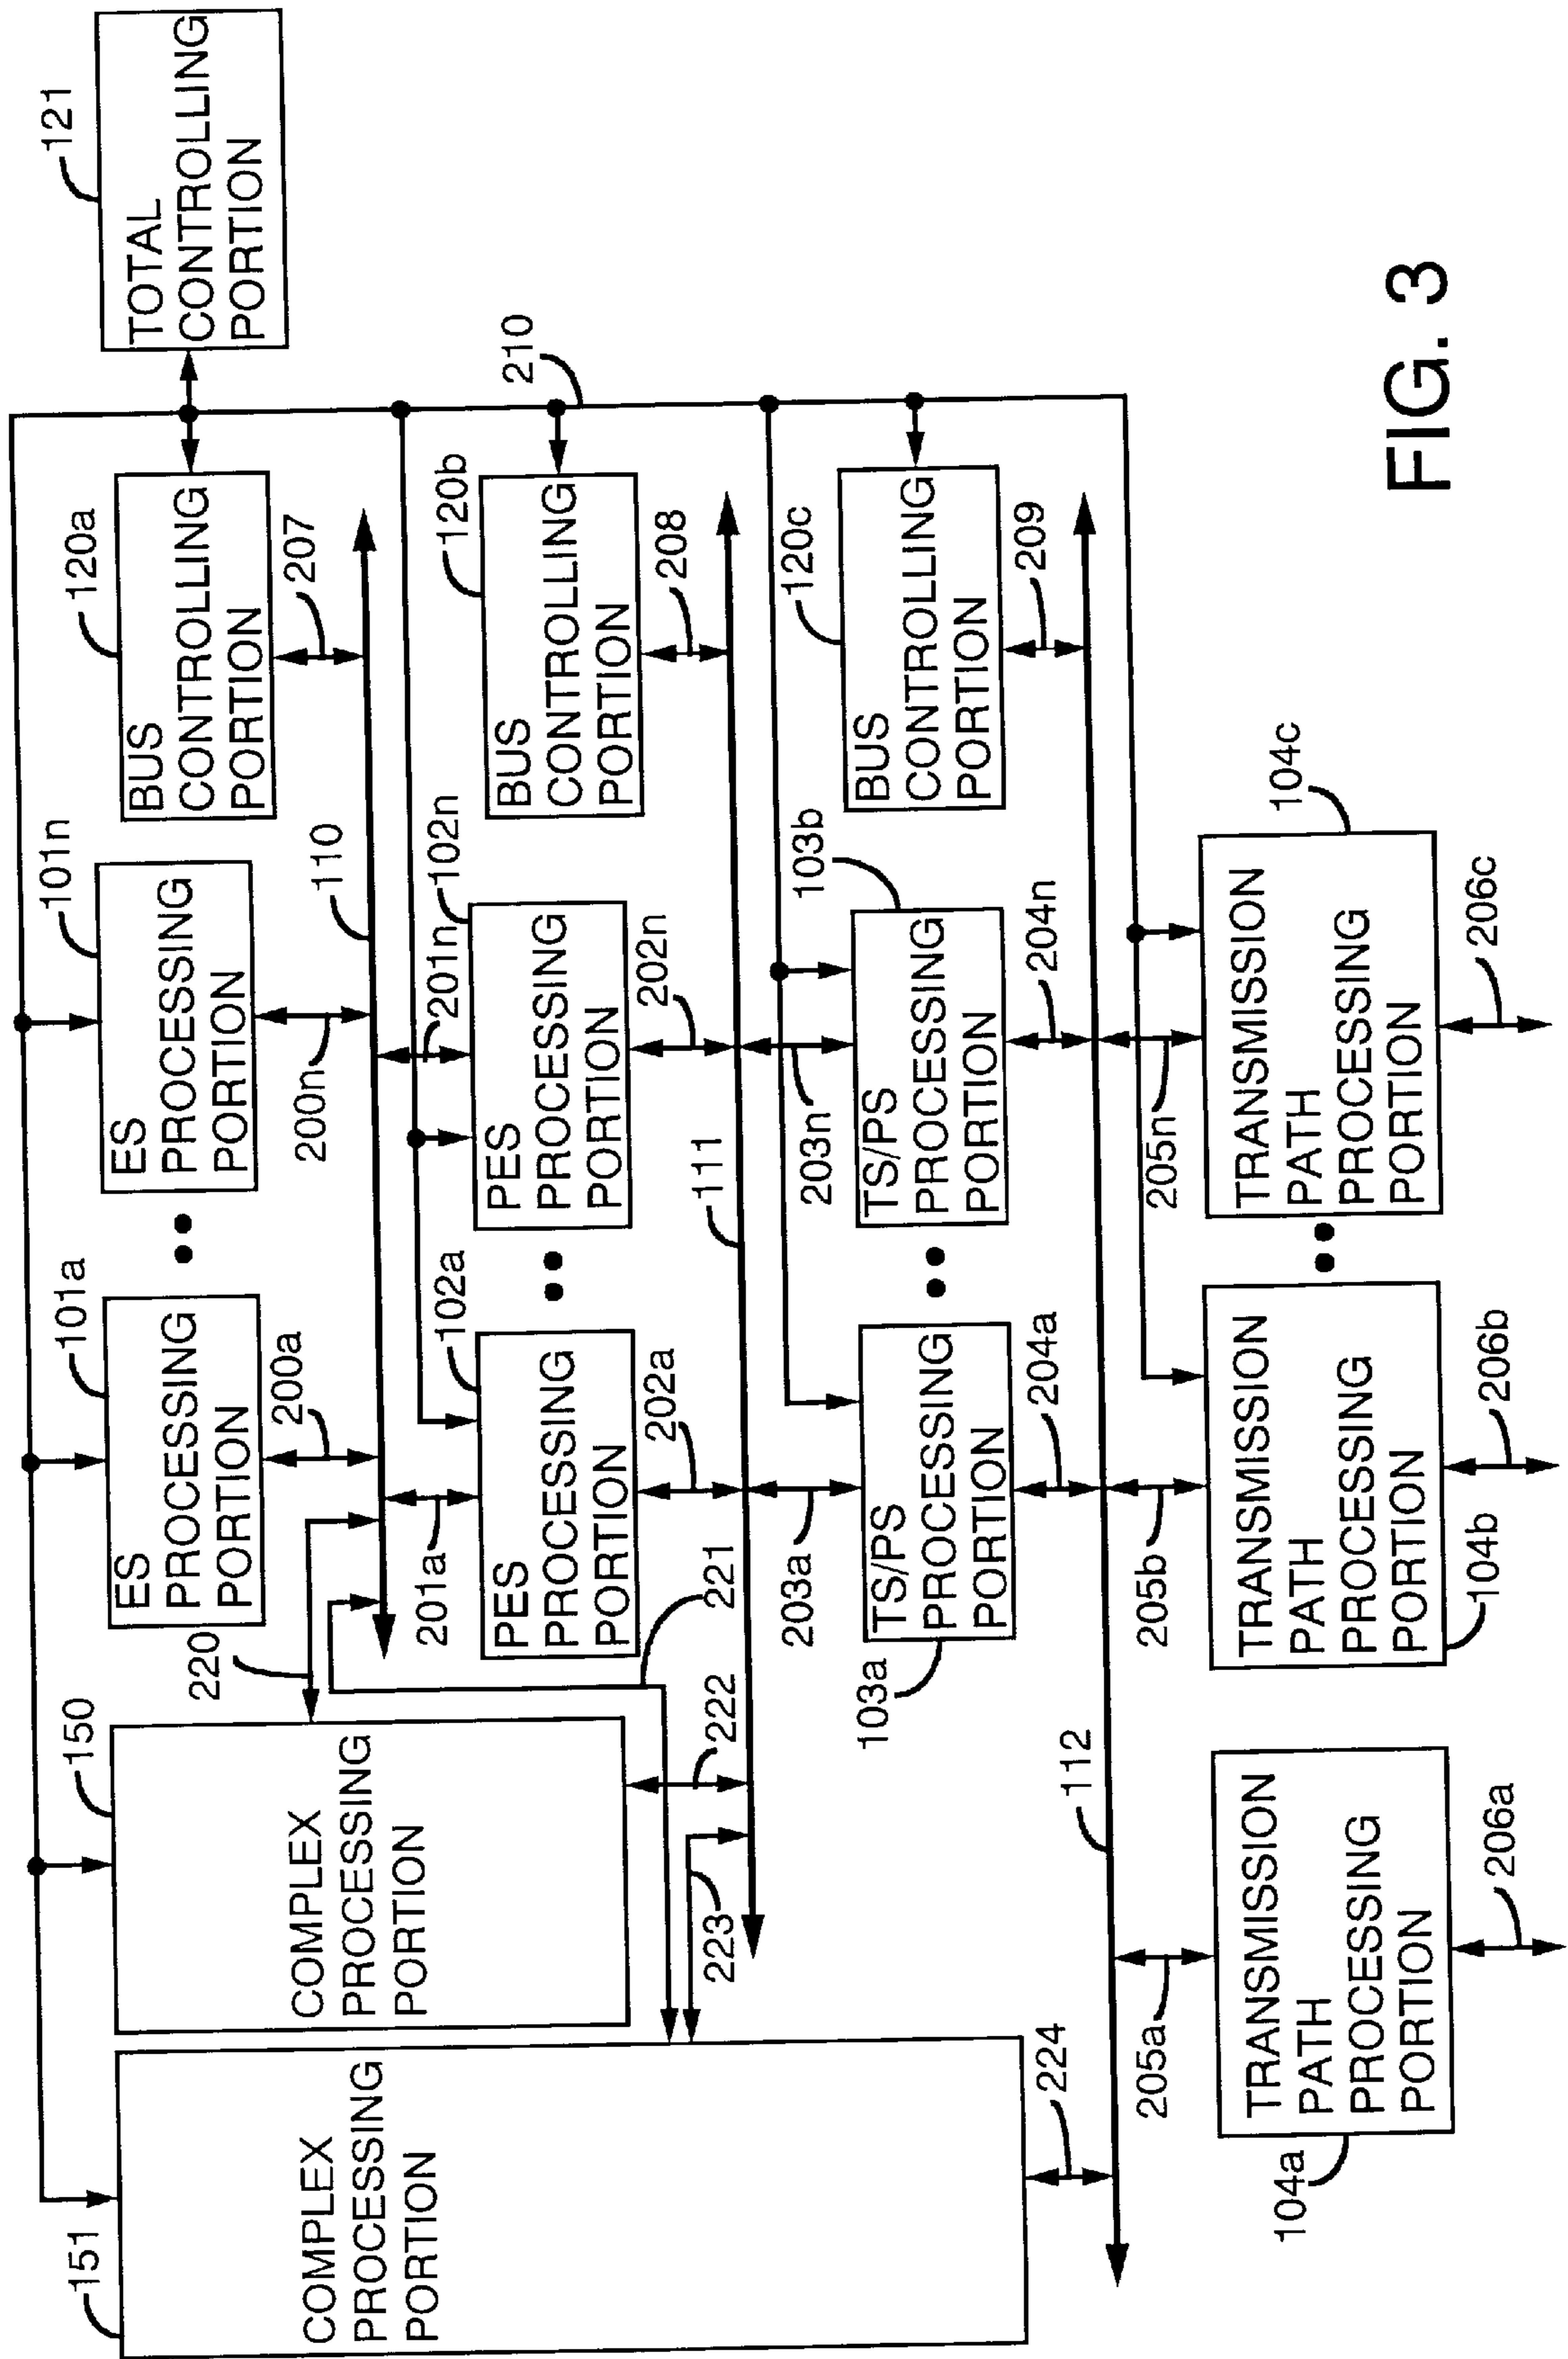 151
COMPLEX
PROCESSING
PORTION
150
COMPLEX
PROCESSING
PORTION
220
101a
ES
PROCESSING
PORTION
200a
101n
ES
PROCESSING
PORTION
200n
120a
BUS
CONTROLLING
PORTION
207
121
TOTAL
CONTROLLING
PORTION
110
210
201a
102a
PES
PROCESSING
PORTION
202a
201n
102n
PES
PROCESSING
PORTION
202n
120b
BUS
CONTROLLING
PORTION
208
221
222
223
111
203a
103a
TS/PS
PROCESSING
PORTION
204a
203n
103b
TS/PS
PROCESSING
PORTION
204n
120c
BUS
CONTROLLING
PORTION
209
224
112
205a
104a
TRANSMISSION
PATH
PROCESSING
PORTION
206a
205b
104b
TRANSMISSION
PATH
PROCESSING
PORTION
206b
205n
104c
TRANSMISSION
PATH
PROCESSING
PORTION
206c
FIG. 3